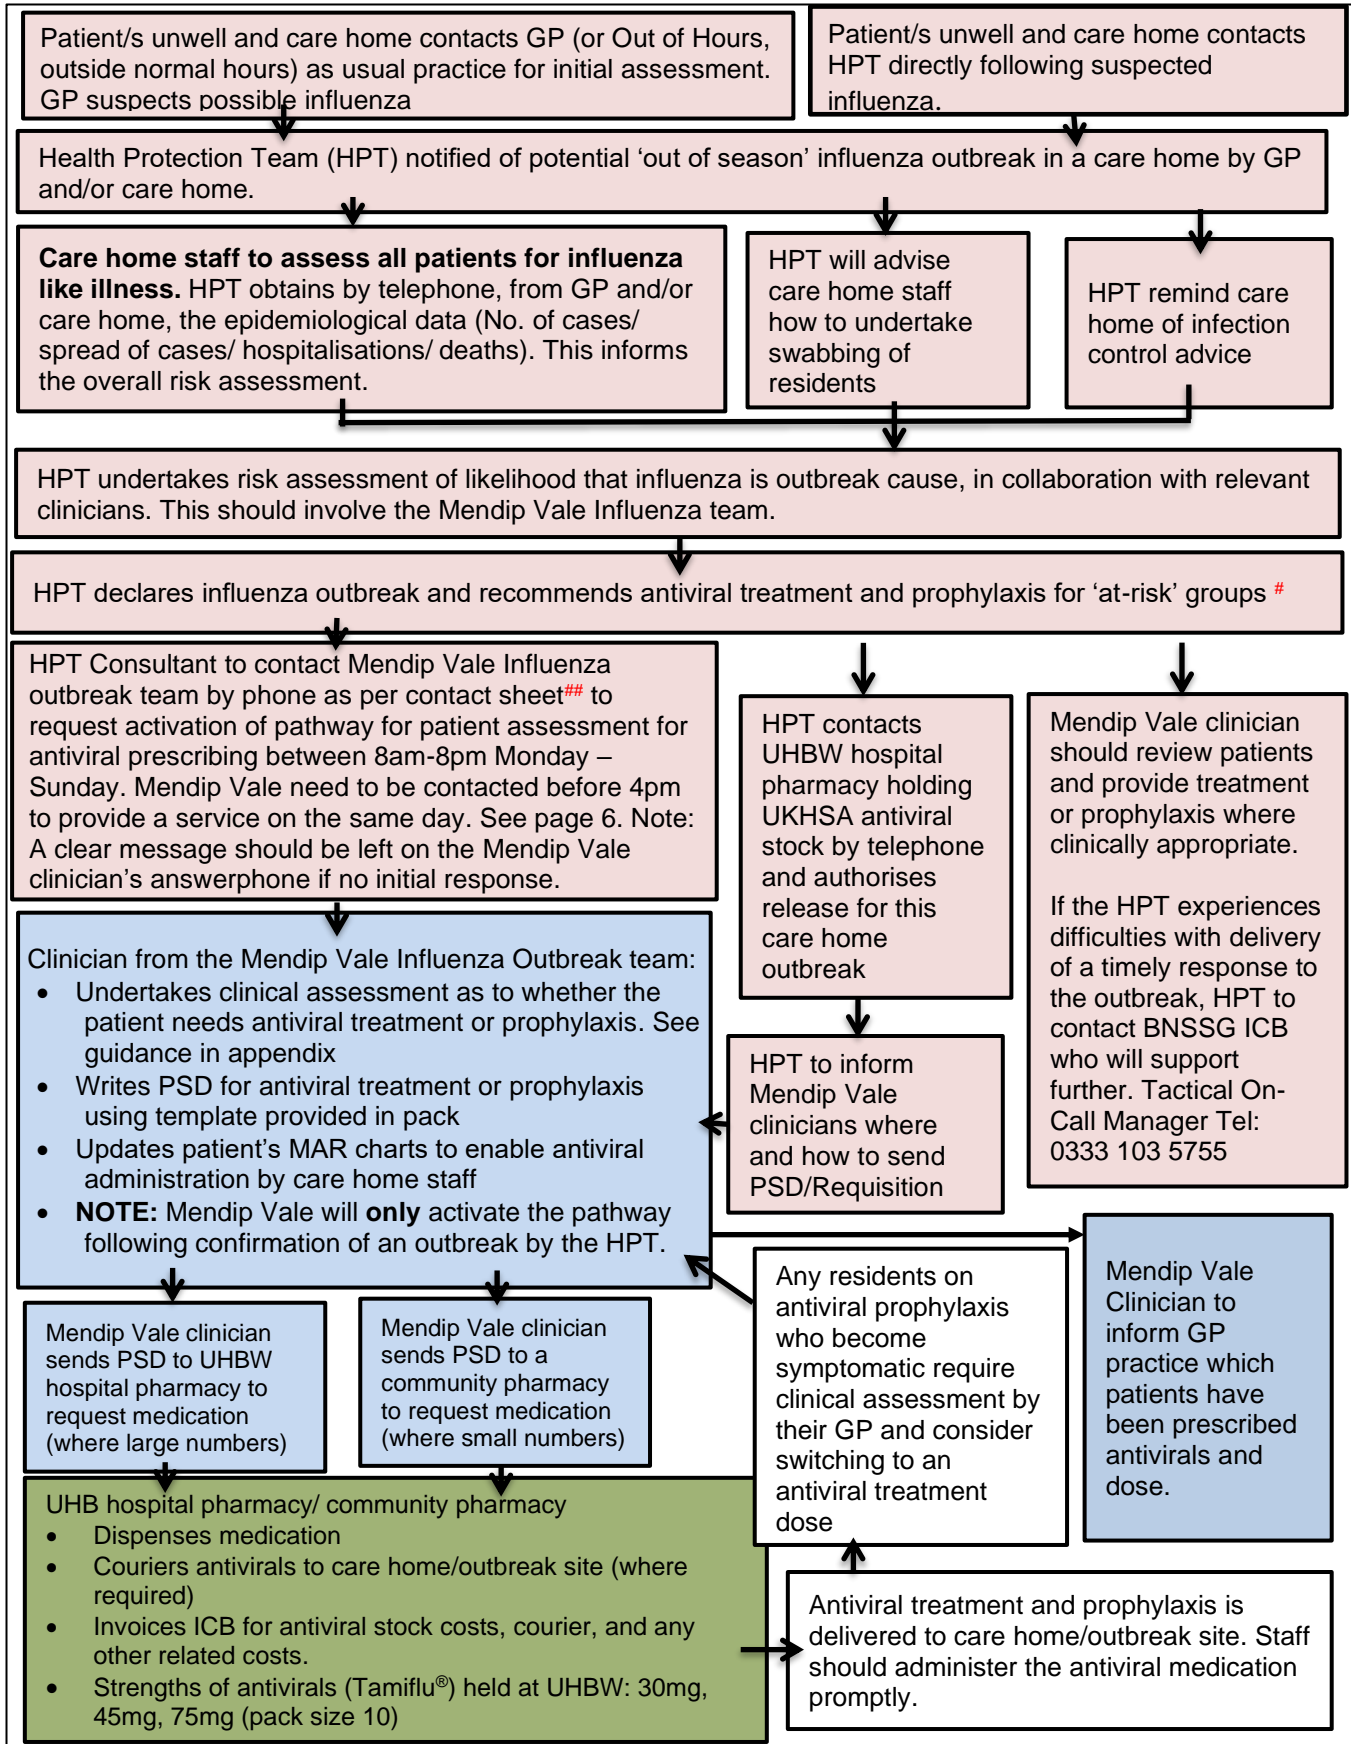 Patient/s unwell and care home contacts GP (or Out of Hours,
outside normal hours) as usual practice for initial assessment.
GP suspects possible influenza
Patient/s unwell and care home contacts
HPT directly following suspected
influenza.
Health Protection Team (HPT) notified of potential ‘out of season’ influenza outbreak in a care home by GP
and/or care home.
Care home staff to assess all patients for influenza
like illness. HPT obtains by telephone, from GP and/or
care home, the epidemiological data (No. of cases/
spread of cases/ hospitalisations/ deaths). This informs
the overall risk assessment.
HPT will advise
care home staff
how to undertake
swabbing of
residents
HPT remind care
home of infection
control advice
HPT undertakes risk assessment of likelihood that influenza is outbreak cause, in collaboration with relevant
clinicians. This should involve the Mendip Vale Influenza team.
HPT declares influenza outbreak and recommends antiviral treatment and prophylaxis for ‘at-risk’ groups #
HPT Consultant to contact Mendip Vale Influenza
outbreak team by phone as per contact sheet## to
request activation of pathway for patient assessment for
antiviral prescribing between 8am-8pm Monday –
Sunday. Mendip Vale need to be contacted before 4pm
to provide a service on the same day. See page 6. Note:
A clear message should be left on the Mendip Vale
clinician’s answerphone if no initial response.
HPT contacts
UHBW hospital
pharmacy holding
UKHSA antiviral
stock by telephone
and authorises
release for this
care home
outbreak
Mendip Vale clinician
should review patients
and provide treatment
or prophylaxis where
clinically appropriate.
If the HPT experiences
difficulties with delivery
of a timely response to
the outbreak, HPT to
contact BNSSG ICB
who will support
further. Tactical On-
Call Manager Tel:
0333 103 5755
Clinician from the Mendip Vale Influenza Outbreak team:
• Undertakes clinical assessment as to whether the
patient needs antiviral treatment or prophylaxis. See
guidance in appendix
• Writes PSD for antiviral treatment or prophylaxis
using template provided in pack
• Updates patient’s MAR charts to enable antiviral
administration by care home staff
• NOTE: Mendip Vale will only activate the pathway
following confirmation of an outbreak by the HPT.
HPT to inform
Mendip Vale
clinicians where
and how to send
PSD/Requisition
Mendip Vale clinician
sends PSD to UHBW
hospital pharmacy to
request medication
(where large numbers)
Mendip Vale clinician
sends PSD to a
community pharmacy
to request medication
(where small numbers)
Any residents on
antiviral prophylaxis
who become
symptomatic require
clinical assessment by
their GP and consider
switching to an
antiviral treatment
dose
Mendip Vale
Clinician to
inform GP
practice which
patients have
been prescribed
antivirals and
dose.
UHB hospital pharmacy/ community pharmacy
• Dispenses medication
• Couriers antivirals to care home/outbreak site (where
required)
• Invoices ICB for antiviral stock costs, courier, and any
other related costs.
• Strengths of antivirals (Tamiflu®) held at UHBW: 30mg,
45mg, 75mg (pack size 10)
Antiviral treatment and prophylaxis is
delivered to care home/outbreak site. Staff
should administer the antiviral medication
promptly.